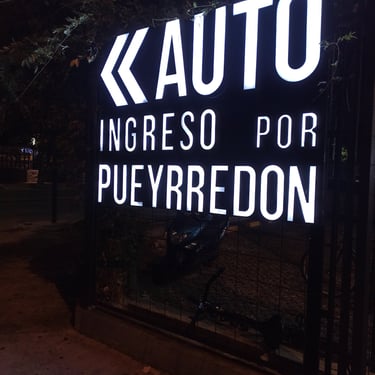 « AUTO
INGRESO POR
PUEYRREDON